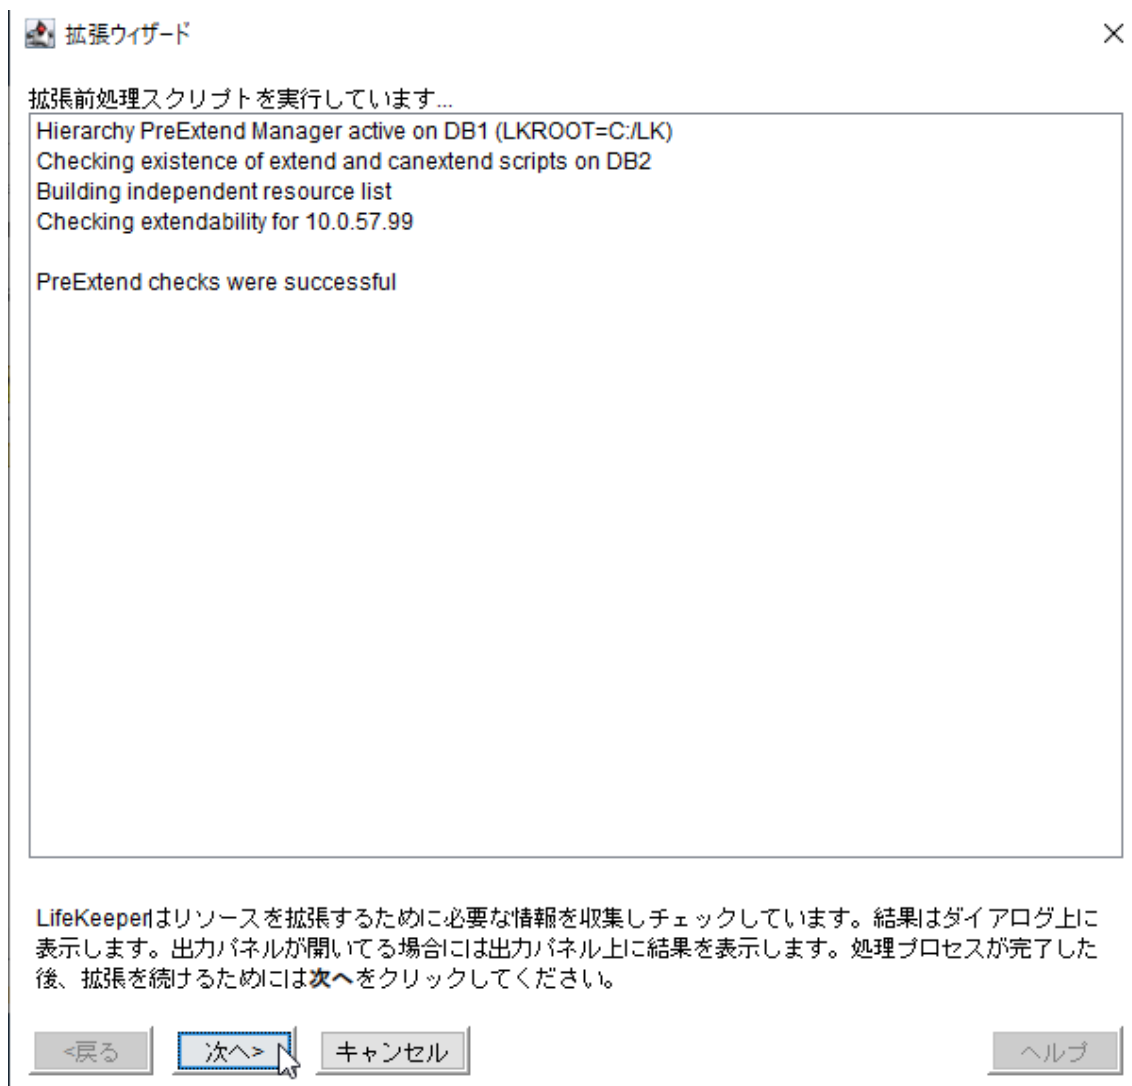 拡張ウィザード
拡張前処理スクリプトを実行しています...
Hierarchy PreExtend Manager active on DB1 (LKROOT=C:/LK)
Checking existence of extend and canextend scripts on DB2
Building independent resource list
Checking extendability for 10.0.57.99
PreExtend checks were successful
LifeKeeperはリソースを拡張するために必要な情報を収集しチェックしています。結果はダイアログ上に
表示します。出力パネルが開いてる場合には出力パネル上に結果を表示します。処理プロセスが完了した
後、拡張を続けるためには次へをクリックしてください。
<戻る 次へ> キャンセル ヘルプ